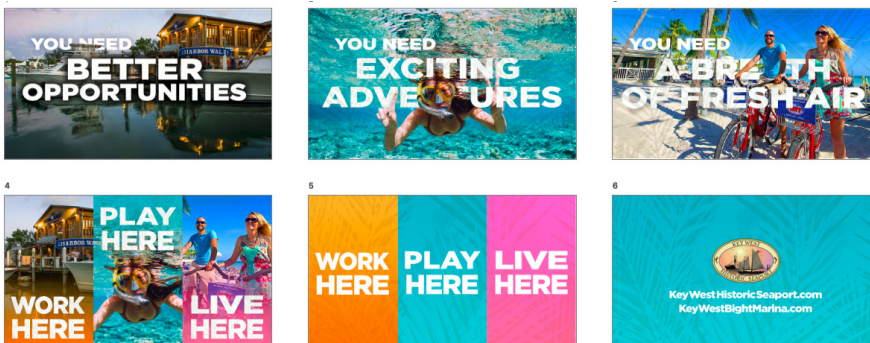 YOU NEED
BETTER
OPPORTUNITIES
HARBOR WALK
YOU NEED
EXCITING
ADVENTURES
YOU NEED
A BREATH
OF FRESH AIR
4
PLAY
HERE
HARBOR WA
WORK
HERE
LIVE
HERE
5
WORK
HERE
PLAY
HERE
LIVE
HERE
6
KEY WEST
HISTORIC SEAPORT
KeyWestHistoricSeaport.com
KeyWestBightMarina.com